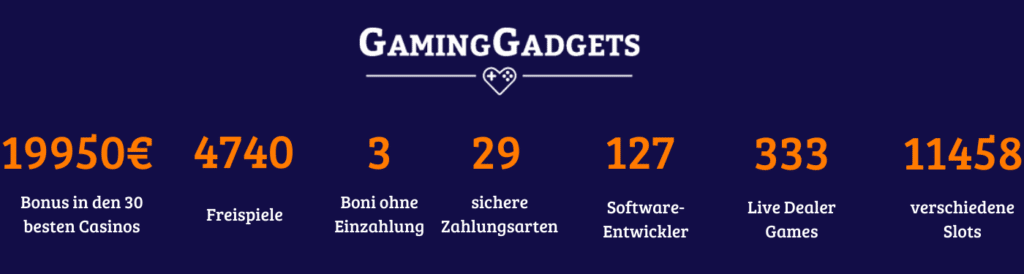 GamingGadgets
19950€
Bonus in den 30
besten Casinos
4740
Freispiele
3
Boni ohne
Einzahlung
29
sichere
Zahlungsarten
127
Software-
Entwickler
333
Live Dealer
Games
11458
verschiedene
Slots